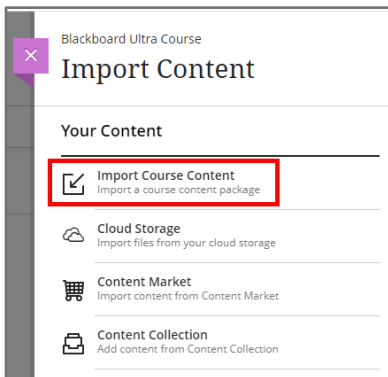 Blackboard Ultra Course
Import Content
Your Content
Import Course Content
Import a course content package
Cloud Storage
Import files from your cloud storage
Content Market
Import content from Content Market
Content Collection
Add content from Content Collection